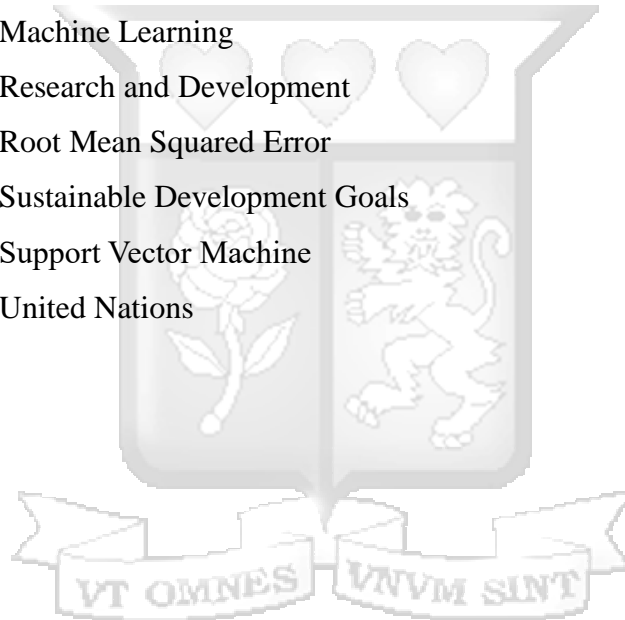 Machine Learning
Research and Development
Root Mean Squared Error
Sustainable Development Goals
Support Vector Machine
United Nations
VT OMNES VNVM SINT